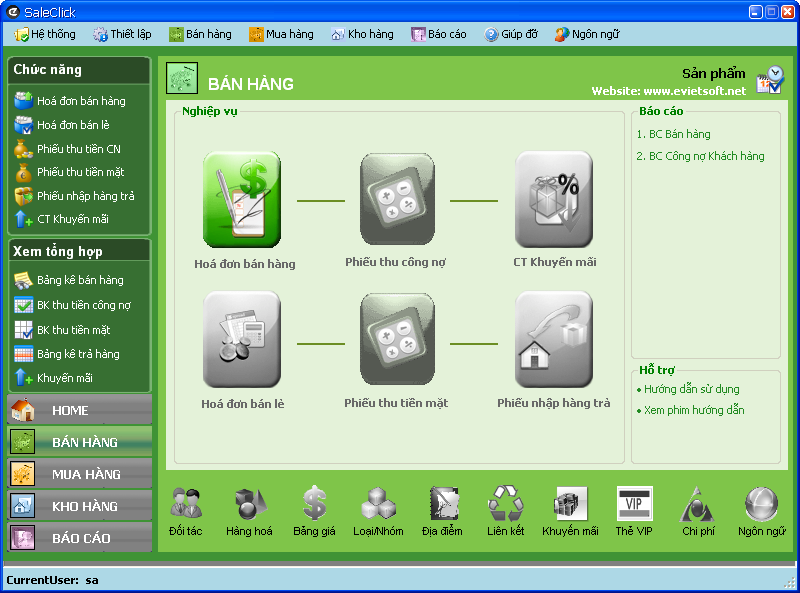 SaleClick
Hệ thống Thiết lập Bán hàng Mua hàng Kho hàng Báo cáo Giúp đỡ Ngôn ngữ
Chức năng
Hoá đơn bán hàng
Hoá đơn bán lẻ
Phiếu thu tiền CN
Phiếu thu tiền mặt
Phiếu nhập hàng trả
CT Khuyến mãi
Xem tổng hợp
Bảng kê bán hàng
BK thu tiền công nợ
BK thu tiền mặt
Bảng kê trả hàng
Khuyến mãi
HOME
BÁN HÀNG
MUA HÀNG
KHO HÀNG
BÁO CÁO
BÁN HÀNG
Sản phẩm
Website: www.evietsoft.net
Nghiệp vụ
Hoá đơn bán hàng Phiếu thu công nợ CT Khuyến mãi
Hoá đơn bán lẻ Phiếu thu tiền mặt Phiếu nhập hàng trả
Báo cáo
1. BC Bán hàng
2. BC Công nợ Khách hàng
Hỗ trợ
• Hướng dẫn sử dụng
• Xem phim hướng dẫn
VIP
Đối tác Hàng hoá Bảng giá Loại/Nhóm Địa điểm Liên kết Khuyến mãi Thẻ VIP Chi phí Ngôn ngữ
CurrentUser: sa